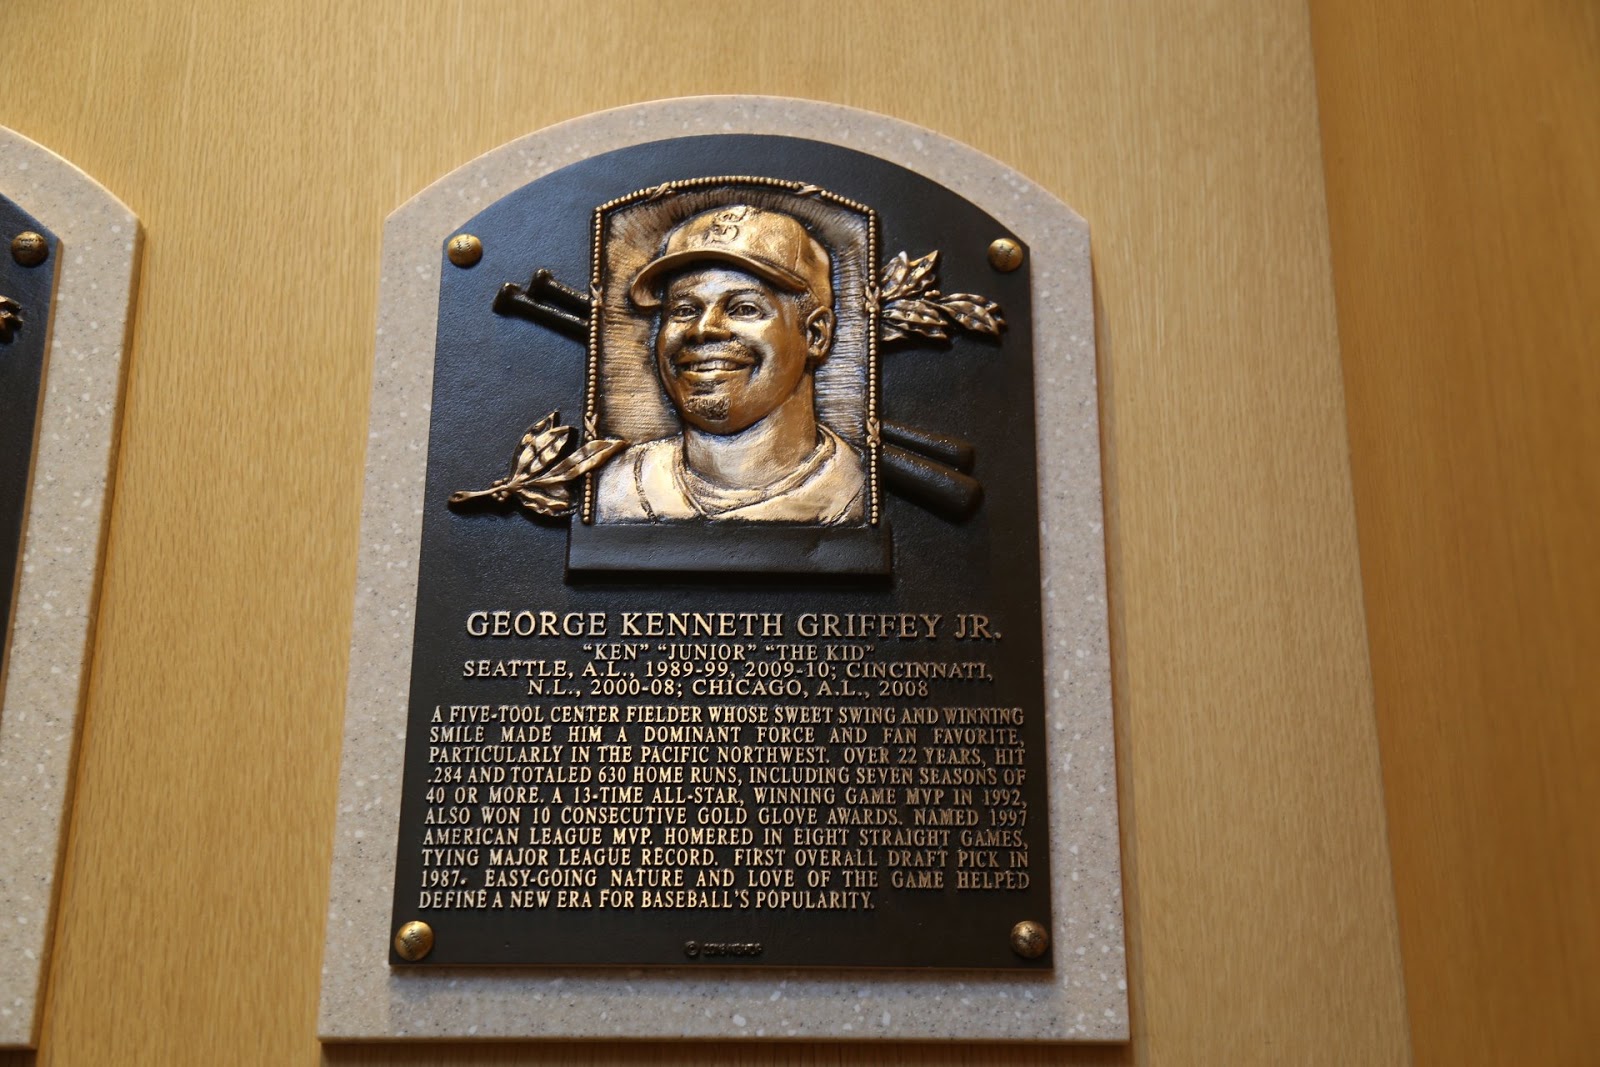 GEORGE KENNETH GRIFFEY JR.
"KEN" "JUNIOR" "THE KID"
SEATTLE, A.L., 1989-99, 2009-10; CINCINNATI,
N.L., 2000-08; CHICAGO, A.L., 2008
A FIVE-TOOL CENTER FIELDER WHOSE SWEET SWING AND WINNING
SMILE MADE HIM A DOMINANT FORCE AND FAN FAVORITE,
PARTICULARLY IN THE PACIFIC NORTHWEST. OVER 22 YEARS, HIT
.284 AND TOTALED 630 HOME RUNS, INCLUDING SEVEN SEASONS OF
40 OR MORE. A 13-TIME ALL-STAR, WINNING GAME MVP IN 1992,
ALSO WON 10 CONSECUTIVE GOLD GLOVE AWARDS. NAMED 1997
AMERICAN LEAGUE MVP. HOMERED IN EIGHT STRAIGHT GAMES,
TYING MAJOR LEAGUE RECORD. FIRST OVERALL DRAFT PICK IN
1987. EASY-GOING NATURE AND LOVE OF THE GAME HELPED
DEFINE A NEW ERA FOR BASEBALL'S POPULARITY.